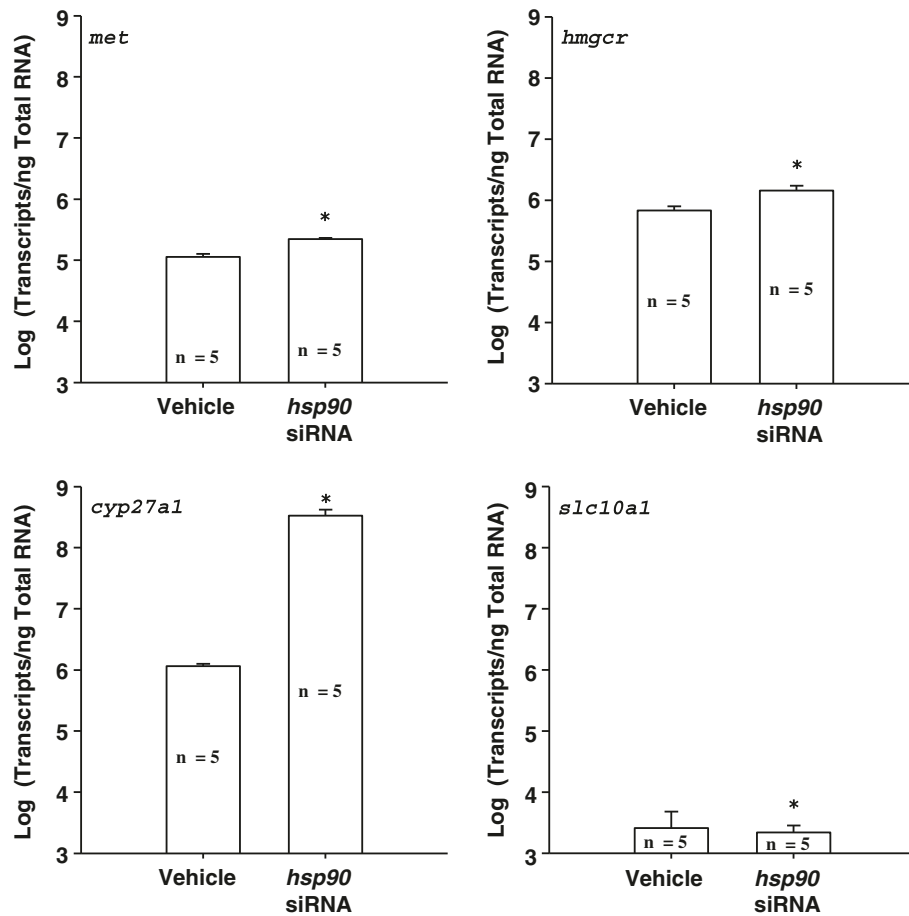 met
Log (Transcripts/ng Total RNA)
9
8
7
6
5
4
3
*
n = 5
n = 5
Vehicle
hsp90
siRNA
hmgcr
Log (Transcripts/ng Total RNA)
9
8
7
6
5
4
3
*
n = 5
n = 5
Vehicle
hsp90
siRNA
cyp27a1
Log (Transcripts/ng Total RNA)
9
8
7
6
5
4
3
*
n = 5
n = 5
Vehicle
hsp90
siRNA
slc10a1
Log (Transcripts/ng Total RNA)
9
8
7
6
5
4
3
*
n = 5
n = 5
Vehicle
hsp90
siRNA